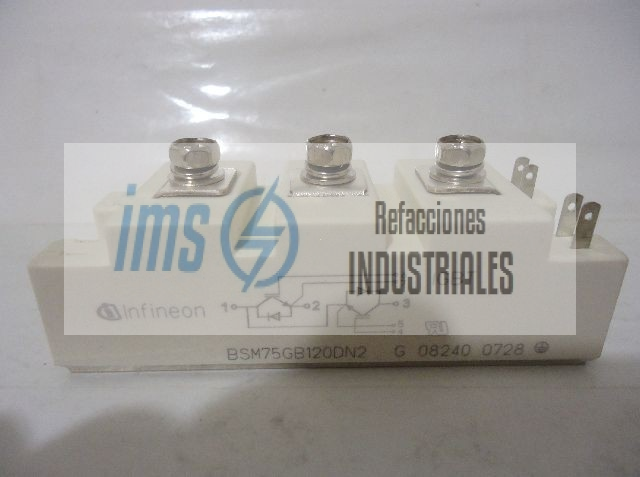 ims
Refacciones
INDUSTRIALES
Infineon
1
2
3
BSM75GB120DN2 G 08240 0728